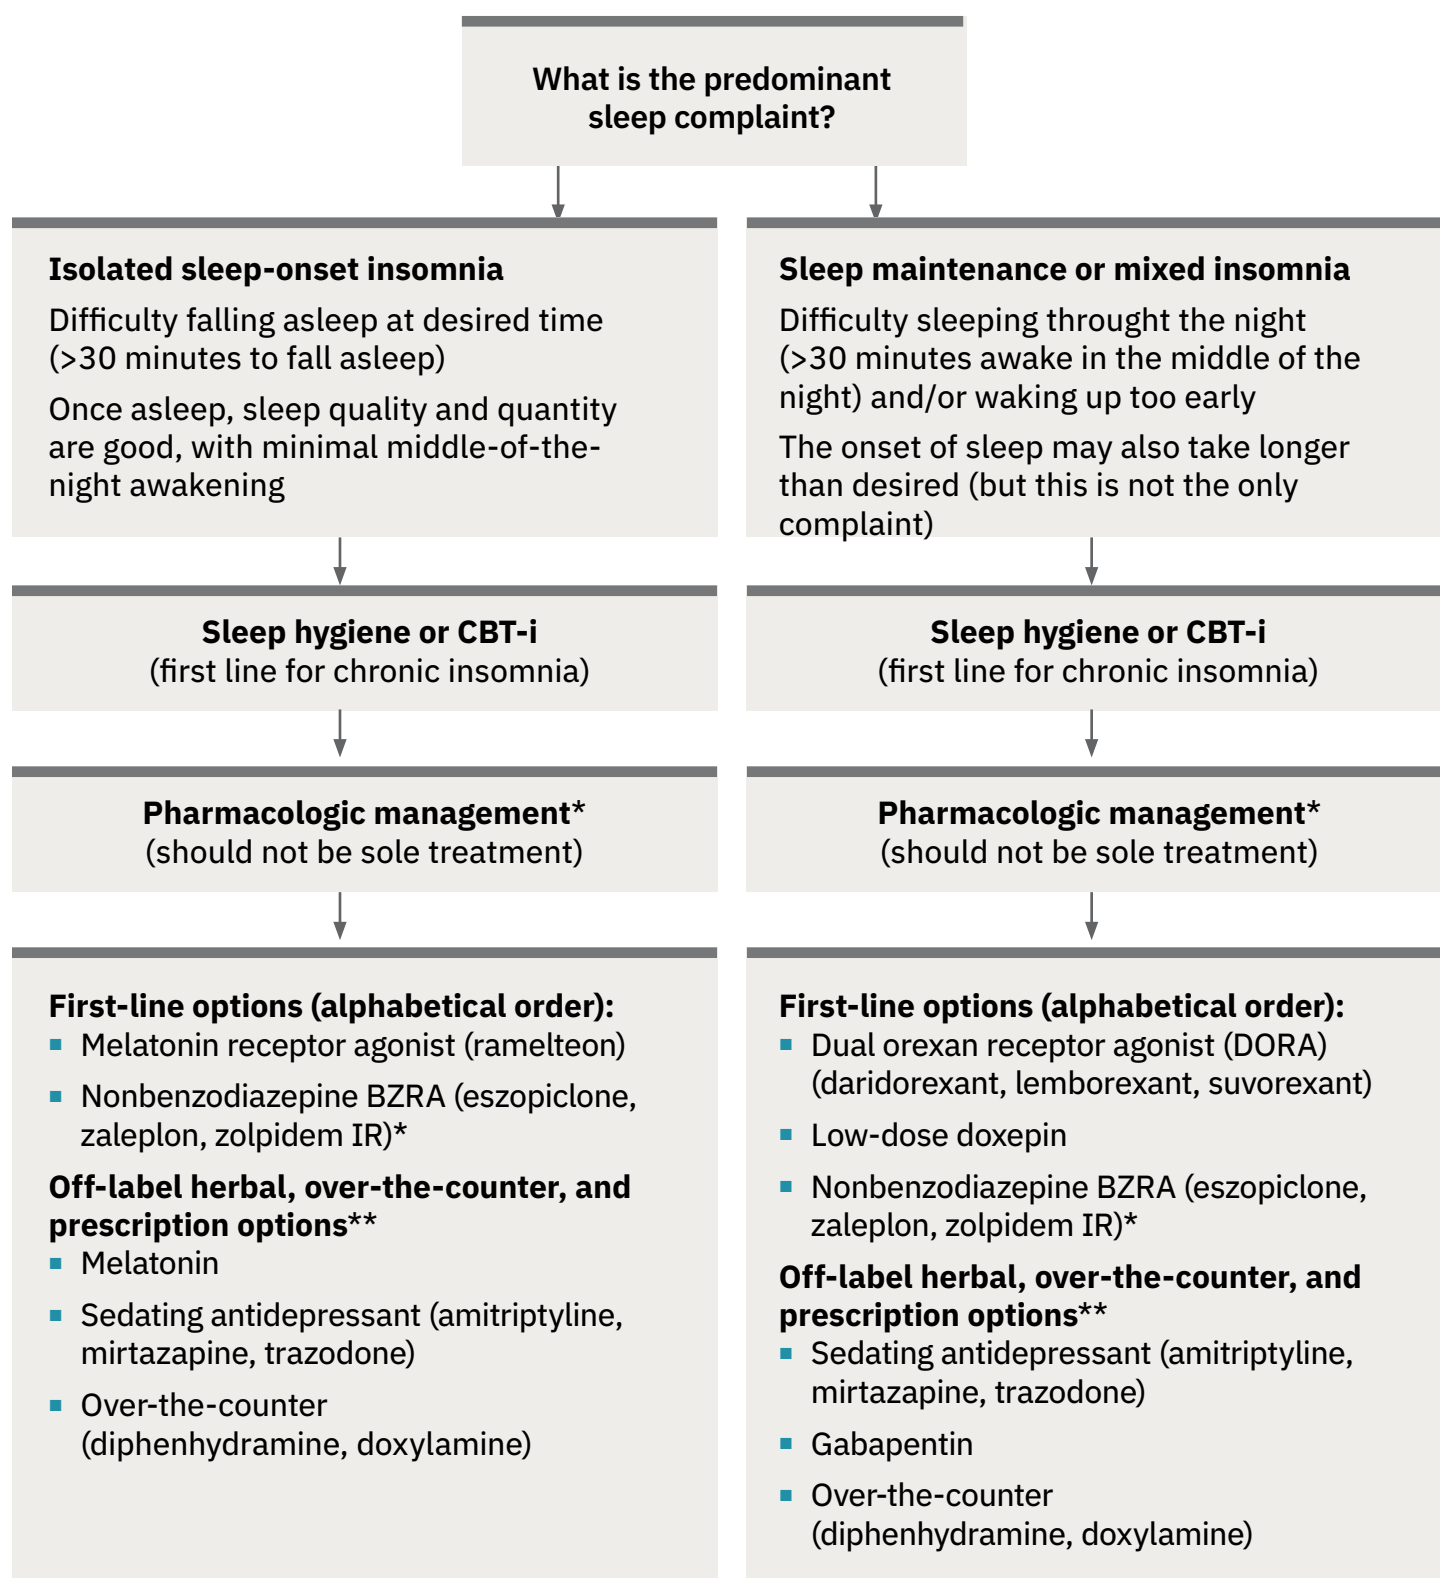 What is the predominant
sleep complaint?
Isolated sleep-onset insomnia
Difficulty falling asleep at desired time
(>30 minutes to fall asleep)
Once asleep, sleep quality and quantity
are good, with minimal middle-of-the-
night awakening
Sleep hygiene or CBT-i
(first line for chronic insomnia)
Pharmacologic management*
(should not be sole treatment)
First-line options (alphabetical order):
▪ Melatonin receptor agonist (ramelteon)
▪ Nonbenzodiazepine BZRA (eszopiclone,
zaleplon, zolpidem IR)*
Off-label herbal, over-the-counter, and
prescription options**
▪ Melatonin
▪ Sedating antidepressant (amitriptyline,
mirtazapine, trazodone)
▪ Over-the-counter
(diphenhydramine, doxylamine)
Sleep maintenance or mixed insomnia
Difficulty sleeping throught the night
(>30 minutes awake in the middle of the
night) and/or waking up too early
The onset of sleep may also take longer
than desired (but this is not the only
complaint)
Sleep hygiene or CBT-i
(first line for chronic insomnia)
Pharmacologic management*
(should not be sole treatment)
First-line options (alphabetical order):
▪ Dual orexan receptor agonist (DORA)
(daridorexant, lemborexant, suvorexant)
▪ Low-dose doxepin
▪ Nonbenzodiazepine BZRA (eszopiclone,
zaleplon, zolpidem IR)*
Off-label herbal, over-the-counter, and
prescription options**
▪ Sedating antidepressant (amitriptyline,
mirtazapine, trazodone)
▪ Gabapentin
▪ Over-the-counter
(diphenhydramine, doxylamine)